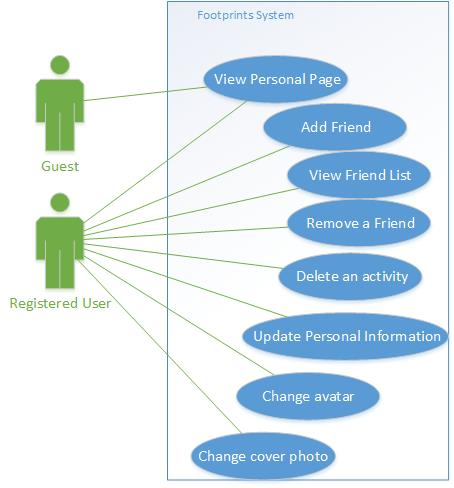 Footprints System
View Personal Page
Add Friend
Guest
View Friend List
Remove a Friend
Registered User
Delete an activity
Update Personal Information
Change avatar
Change cover photo